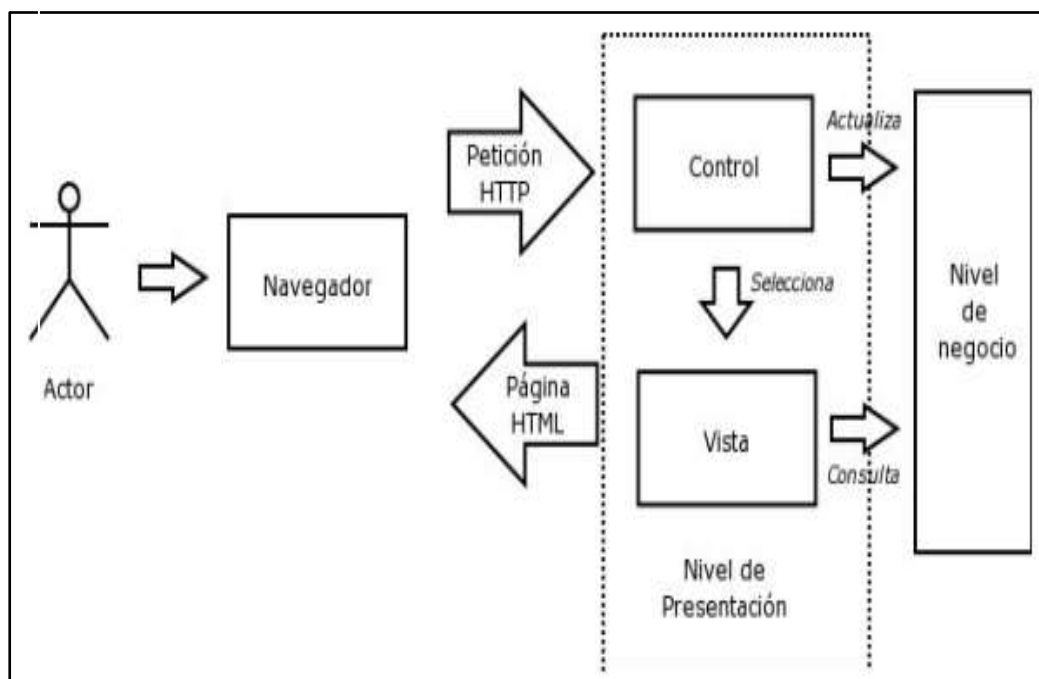 Actor
Navegador
Petición
HTTP
Página
HTML
Control
Selecciona
Vista
Nivel de
Presentación
Actualiza
Consulta
Nivel
de
negocio